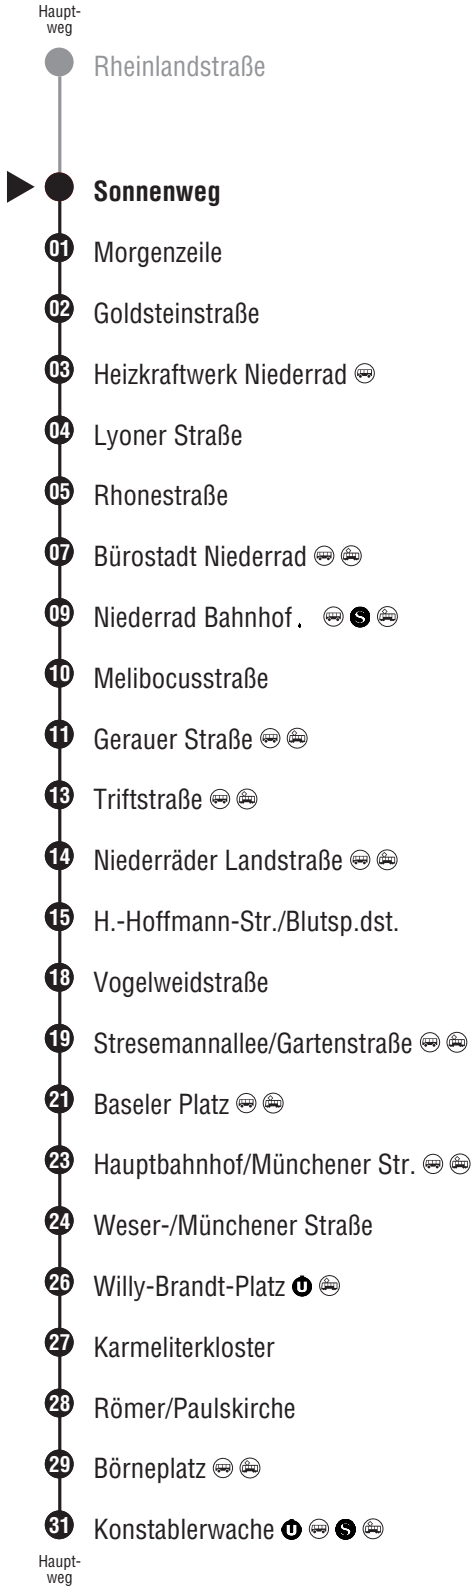 Haupt-
weg
Rheinlandstraße
Sonnenweg
01 Morgenzeile
02 Goldsteinstraße
03 Heizkraftwerk Niederrad
04 Lyoner Straße
05 Rhonestraße
07 Bürostadt Niederrad
09 Niederrad Bahnhof . S
10 Melibocusstraße
11 Gerauer Straße
13 Triftstraße
14 Niederräder Landstraße
15 H.-Hoffmann-Str./Blutsp.dst.
18 Vogelweidstraße
19 Stresemannallee/Gartenstraße
21 Baseler Platz
23 Hauptbahnhof/Münchener Str.
24 Weser-/Münchener Straße
26 Willy-Brandt-Platz U
27 Karmeliterkloster
28 Römer/Paulskirche
29 Börneplatz
31 Konstablerwache U S
Haupt-
weg